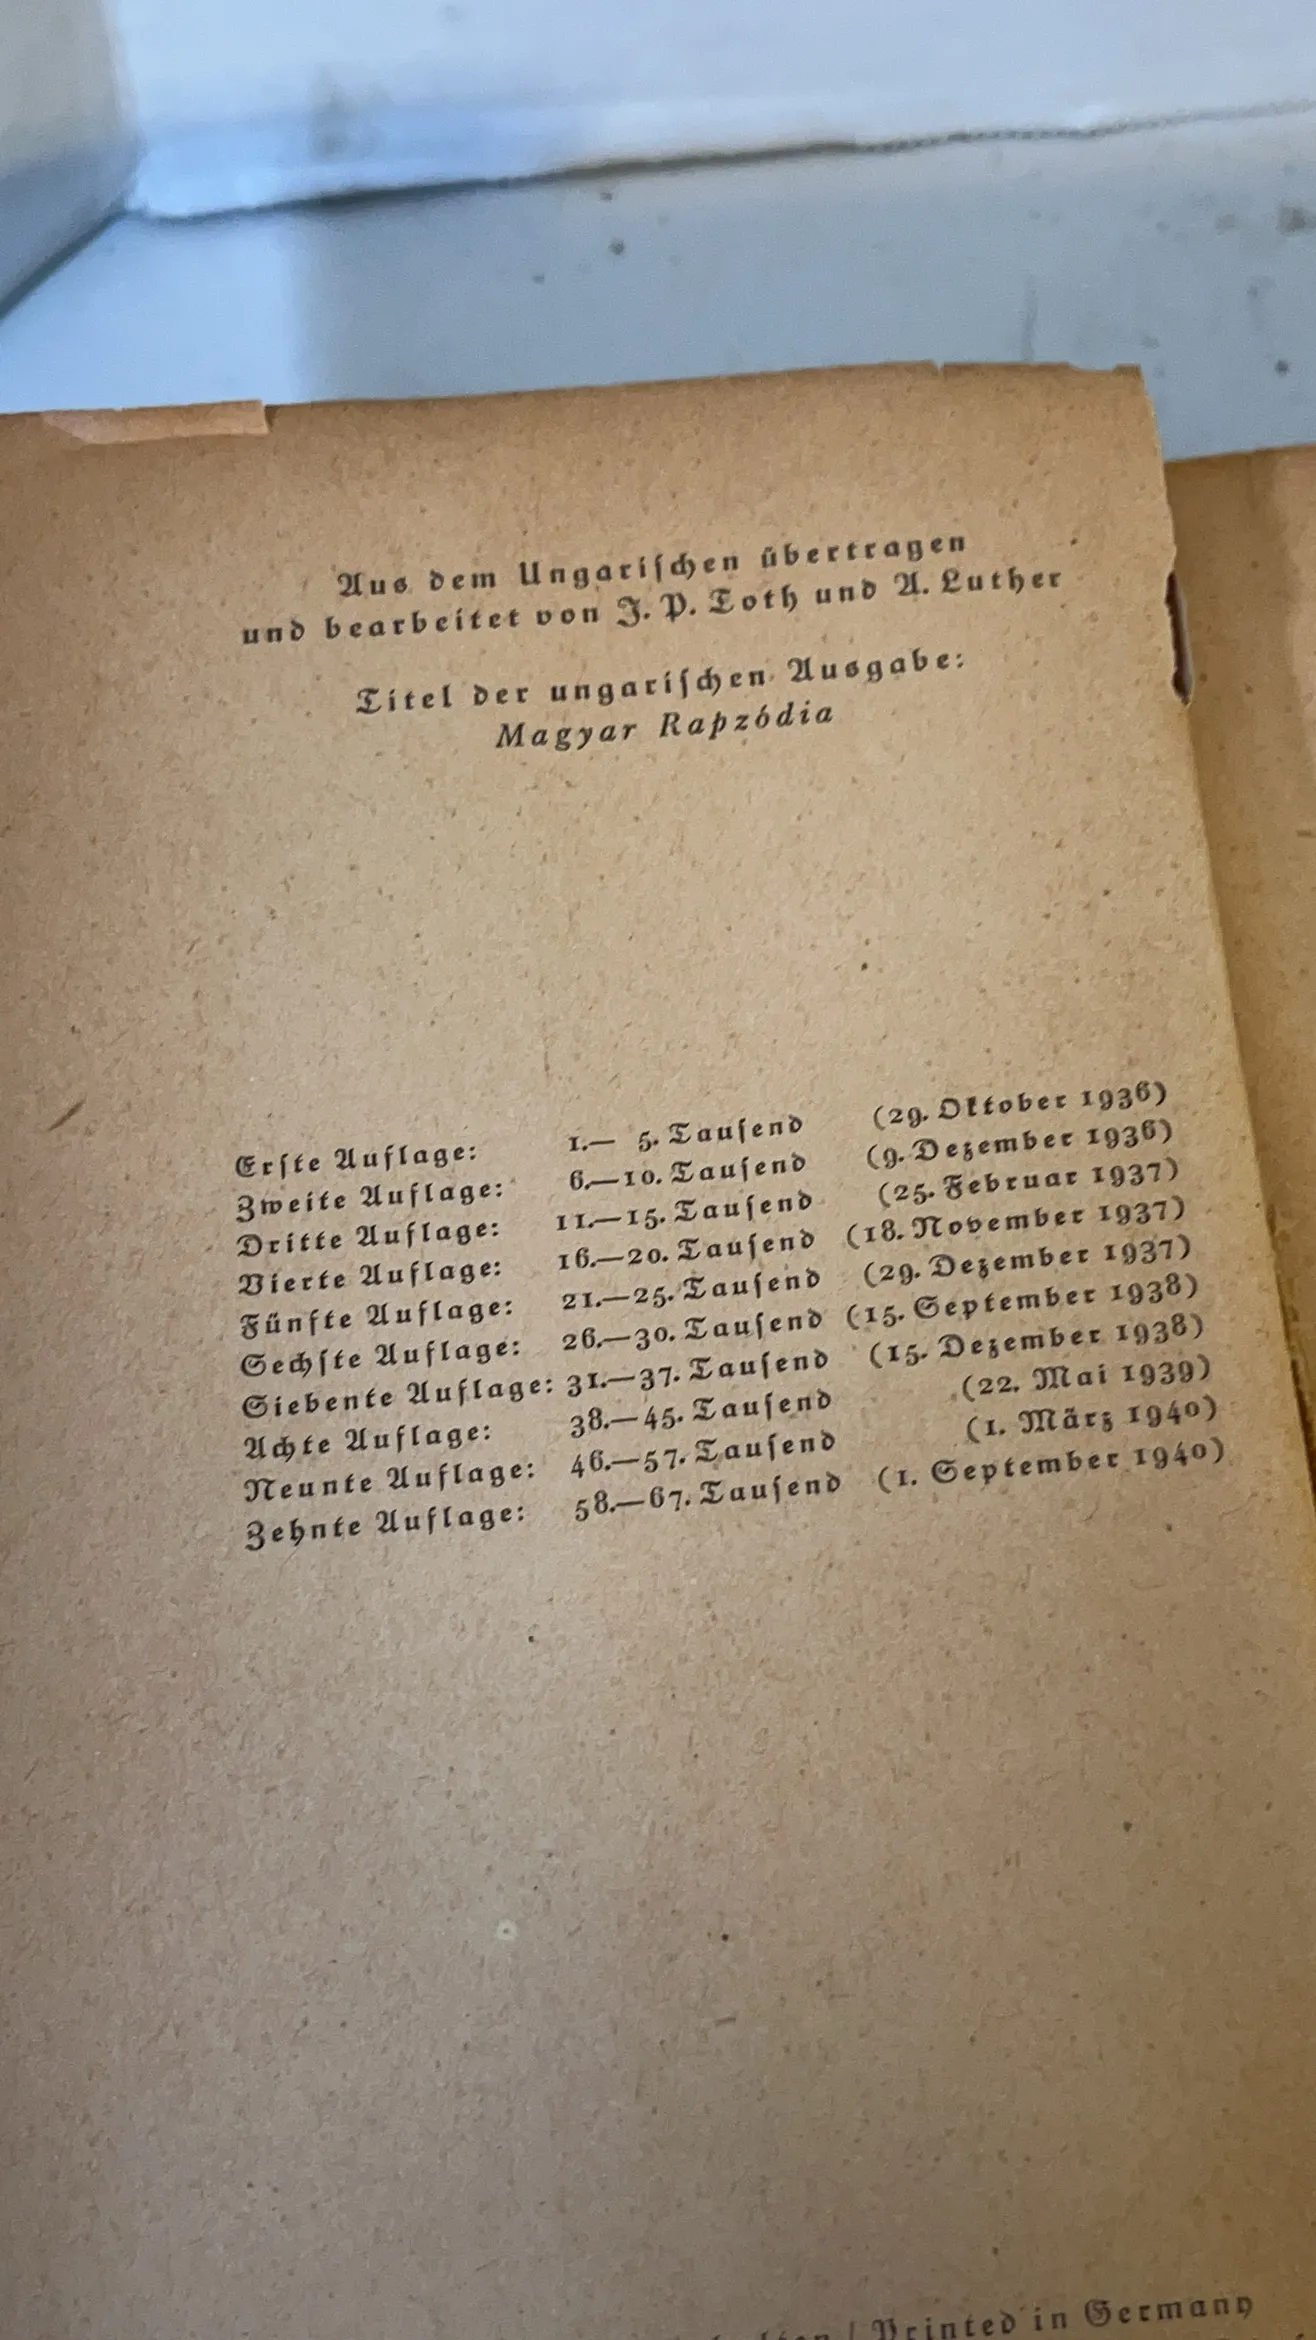 Aus dem Ungarischen übertragen
und bearbeitet von J. P. Toth und A. Luther
Titel der ungarischen Ausgabe:
Magyar Rapzódia
Erste Auflage: 1.— 5. Tausend (29. Oktober 1936)
Zweite Auflage: 6.—10. Tausend (9. Dezember 1936)
Dritte Auflage: 11.—15. Tausend (25. Februar 1937)
Vierte Auflage: 16.—20. Tausend (18. November 1937)
Fünfte Auflage: 21.—25. Tausend (29. Dezember 1937)
Sechste Auflage: 26.—30. Tausend (15. September 1938)
Siebente Auflage: 31.—37. Tausend (15. Dezember 1938)
Achte Auflage: 38.—45. Tausend (22. Mai 1939)
Neunte Auflage: 46.—57. Tausend (1. März 1940)
Zehnte Auflage: 58.—67. Tausend (1. September 1940)
/ Printed in Germany